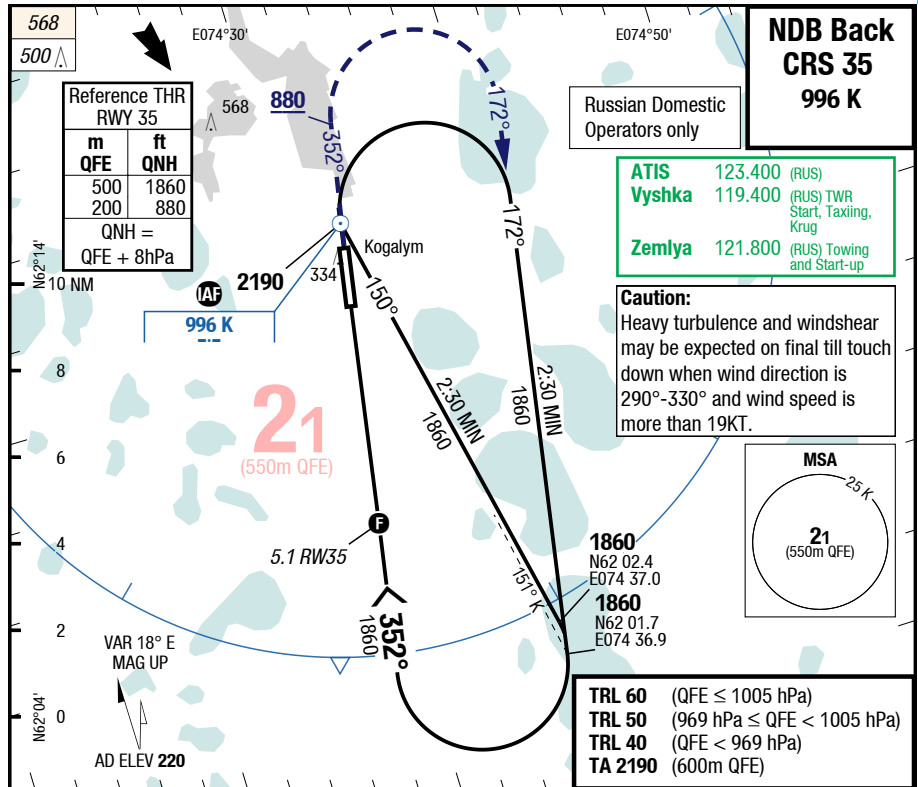 568
500
E074°30'
E074°50'
NDB Back
CRS 35
996 K
Reference THR
RWY 35
m ft
QFE QNH
500 1860
200 880
QNH =
QFE + 8hPa
568
880
352°
172°
Russian Domestic
Operators only
ATIS 123.400 (RUS)
Vyshka 119.400 (RUS) TWR
Start, Taxiing,
Krug
Zemlya 121.800 (RUS) Towing
and Start-up
172°
Kogalym
334
2190
N62°14'
10 NM
IAF
996 K
150°
Caution:
Heavy turbulence and windshear
may be expected on final till touch
down when wind direction is
290°-330° and wind speed is
more than 19KT.
8
2:30 MIN
1860
2:30 MIN
1860
21
(550m QFE)
6
MSA
25 K
21
(550m QFE)
F
5.1 RW35
4
1860
N62 02.4
E074 37.0
151° K
1860
N62 01.7
E074 36.9
352°
1860
2
VAR 18° E
MAG UP
N62°04'
0
AD ELEV 220
TRL 60 (QFE ≤ 1005 hPa)
TRL 50 (969 hPa ≤ QFE < 1005 hPa)
TRL 40 (QFE < 969 hPa)
TA 2190 (600m QFE)